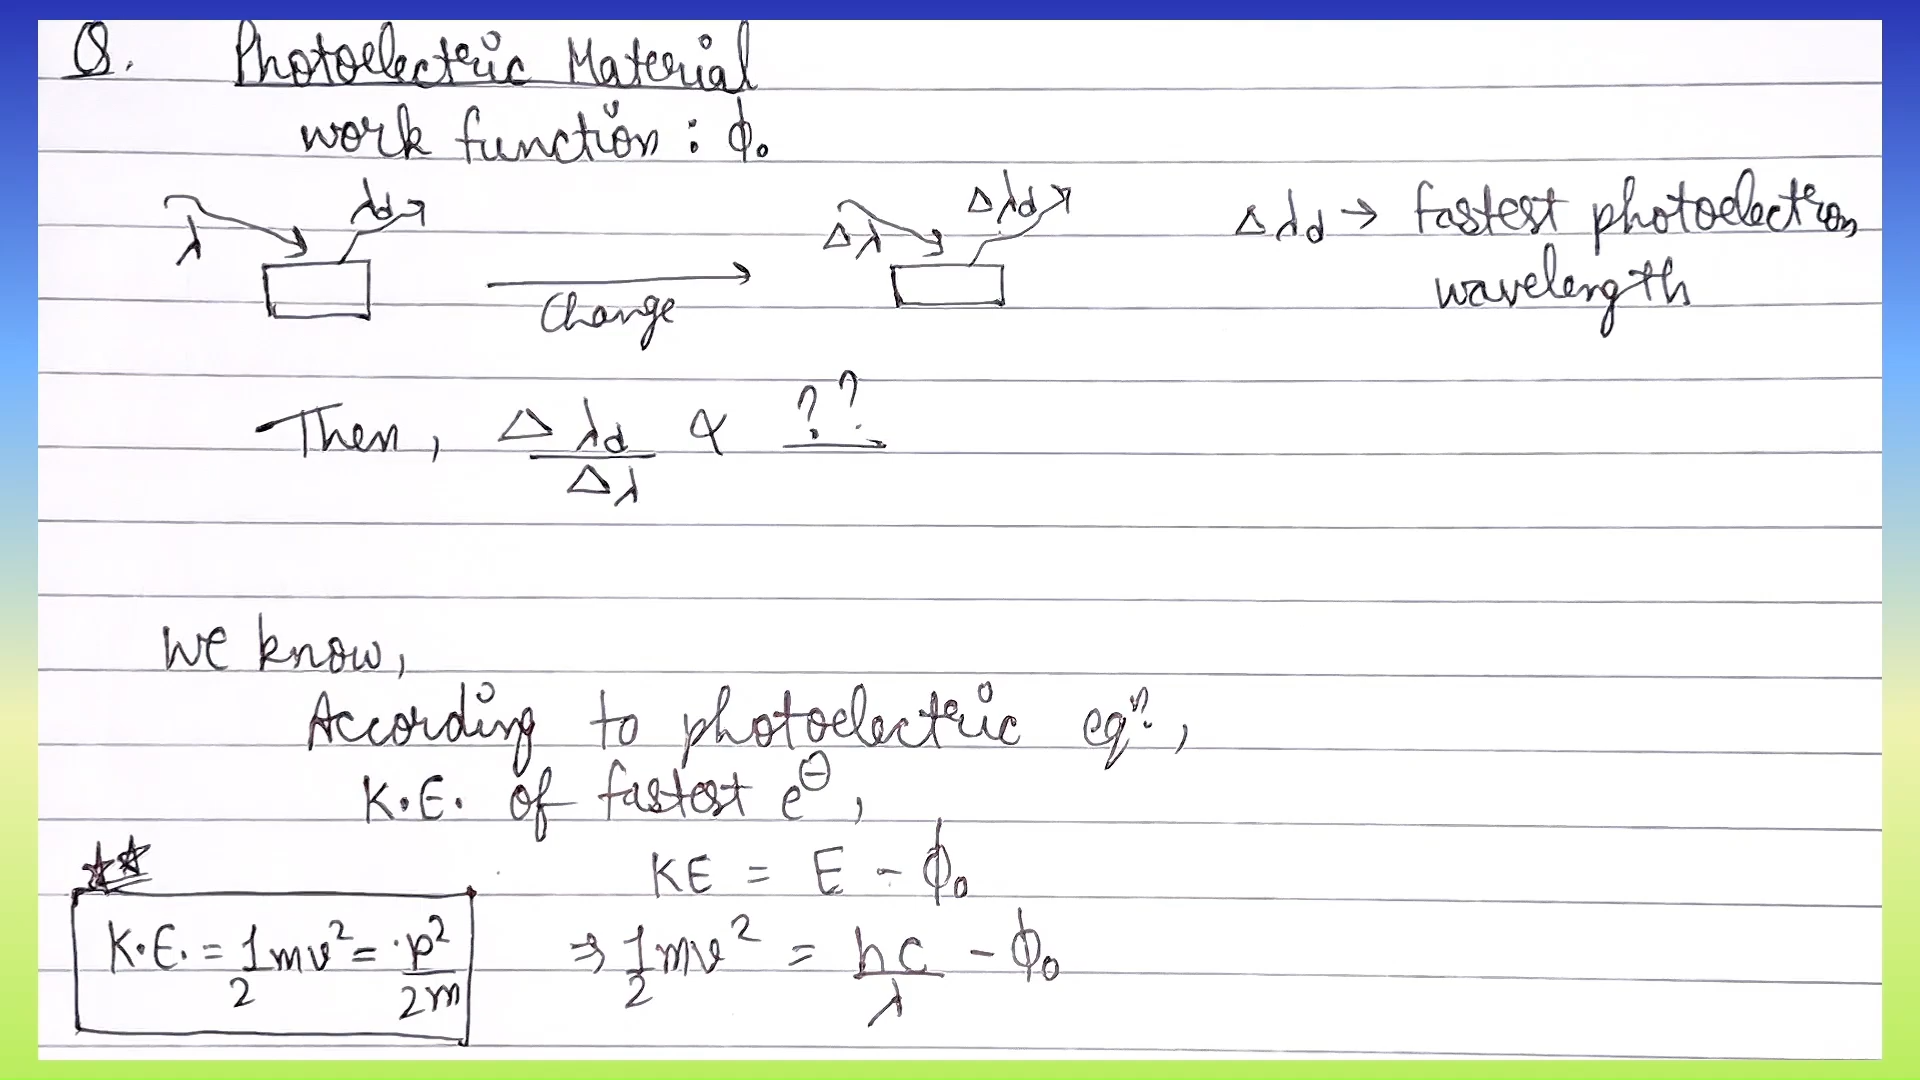 Q. Photoelectric Material
work function : ϕ₀
λ λd Change Δλ Δλd Δλd → fastest photoelectron
wavelength
Then, Δλd/Δλ ∝ ??
We know,
According to photoelectric eqⁿ.,
K.E. of fastest e⊖,
KE = E - ϕ₀
K.E. = 1/2 mv² = p²/2m ⇒ 1/2 mv² = hc/λ - ϕ₀